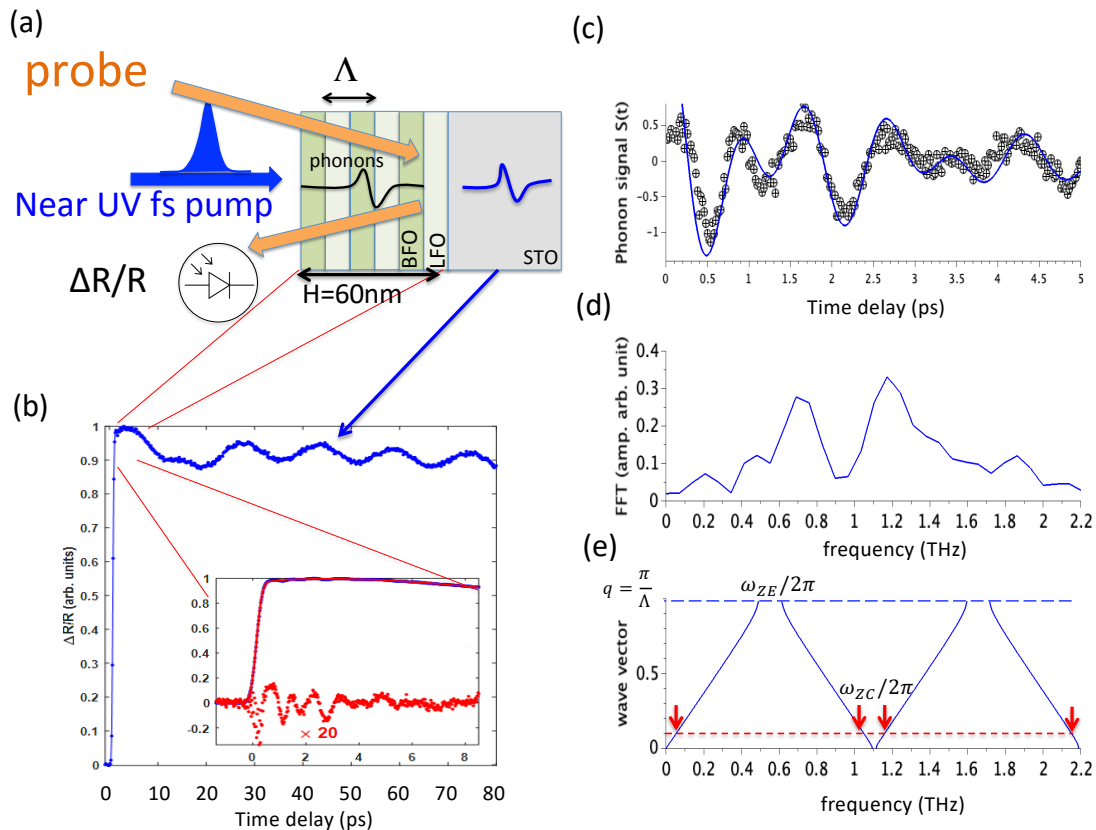 (a)
probe
Λ
phonons
Near UV fs pump
BFO
LFO
STO
ΔR/R
H=60nm
(b)
1
0.9
0.8
0.7
0.6
0.5
0.4
0.3
0.2
0.1
0
ΔR/R (arb. units)
0 10 20 30 40 50 60 70 80
Time delay (ps)
1
0.8
0.6
0.4
0.2
0
-0.2
× 20
0 2 4 6 8
(c)
Phonon signal S(t)
0.5
0
-0.5
-1
0 0.5 1 1.5 2 2.5 3 3.5 4 4.5 5
Time delay (ps)
(d)
FFT (amp. arb. unit)
0.4
0.3
0.2
0.1
0
0 0.2 0.4 0.6 0.8 1 1.2 1.4 1.6 1.8 2.0 2.2
frequency (THz)
(e)
q = π/Λ
ω_ZE/2π
ω_ZC/2π
wave vector
0.5
0
0 0.2 0.4 0.6 0.8 1 1.2 1.4 1.6 1.8 2.0 2.2
frequency (THz)